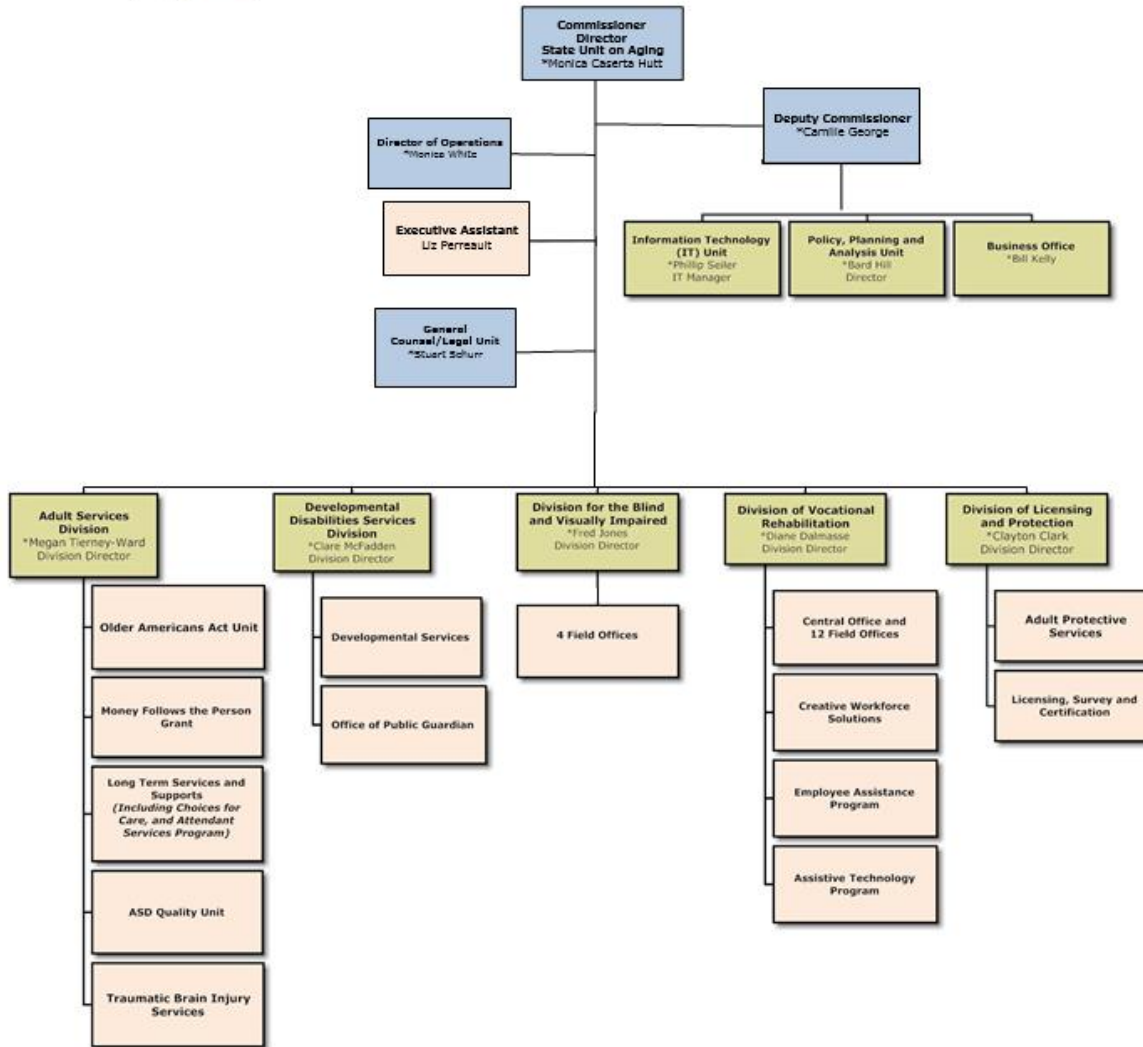 Commissioner
Director
State Unit on Aging
*Monica Caserta Hutt
Deputy Commissioner
*Camille George
Director of Operations
*Monica White
Executive Assistant
Liz Perreault
Information Technology
(IT) Unit
*Phillip Seiler
IT Manager
Policy, Planning and
Analysis Unit
*Bard Hill
Director
Business Office
*Bill Kelly
General
Counsel/Legal Unit
*Stuart Schurr
Adult Services
Division
*Megan Tierney-Ward
Division Director
Developmental
Disabilities Services
Division
*Clare McFadden
Division Director
Division for the Blind
and Visually Impaired
*Fred Jones
Division Director
Division of Vocational
Rehabilitation
*Diane Dalmasse
Division Director
Division of Licensing
and Protection
*Clayton Clark
Division Director
Older Americans Act Unit
Money Follows the Person
Grant
Long Term Services and
Supports
(Including Choices for
Care, and Attendant
Services Program)
ASD Quality Unit
Traumatic Brain Injury
Services
Developmental Services
Office of Public Guardian
4 Field Offices
Central Office and
12 Field Offices
Creative Workforce
Solutions
Employee Assistance
Program
Assistive Technology
Program
Adult Protective
Services
Licensing, Survey and
Certification